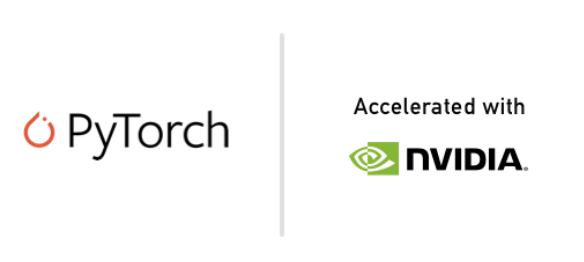 PyTorch
Accelerated with
NVIDIA.